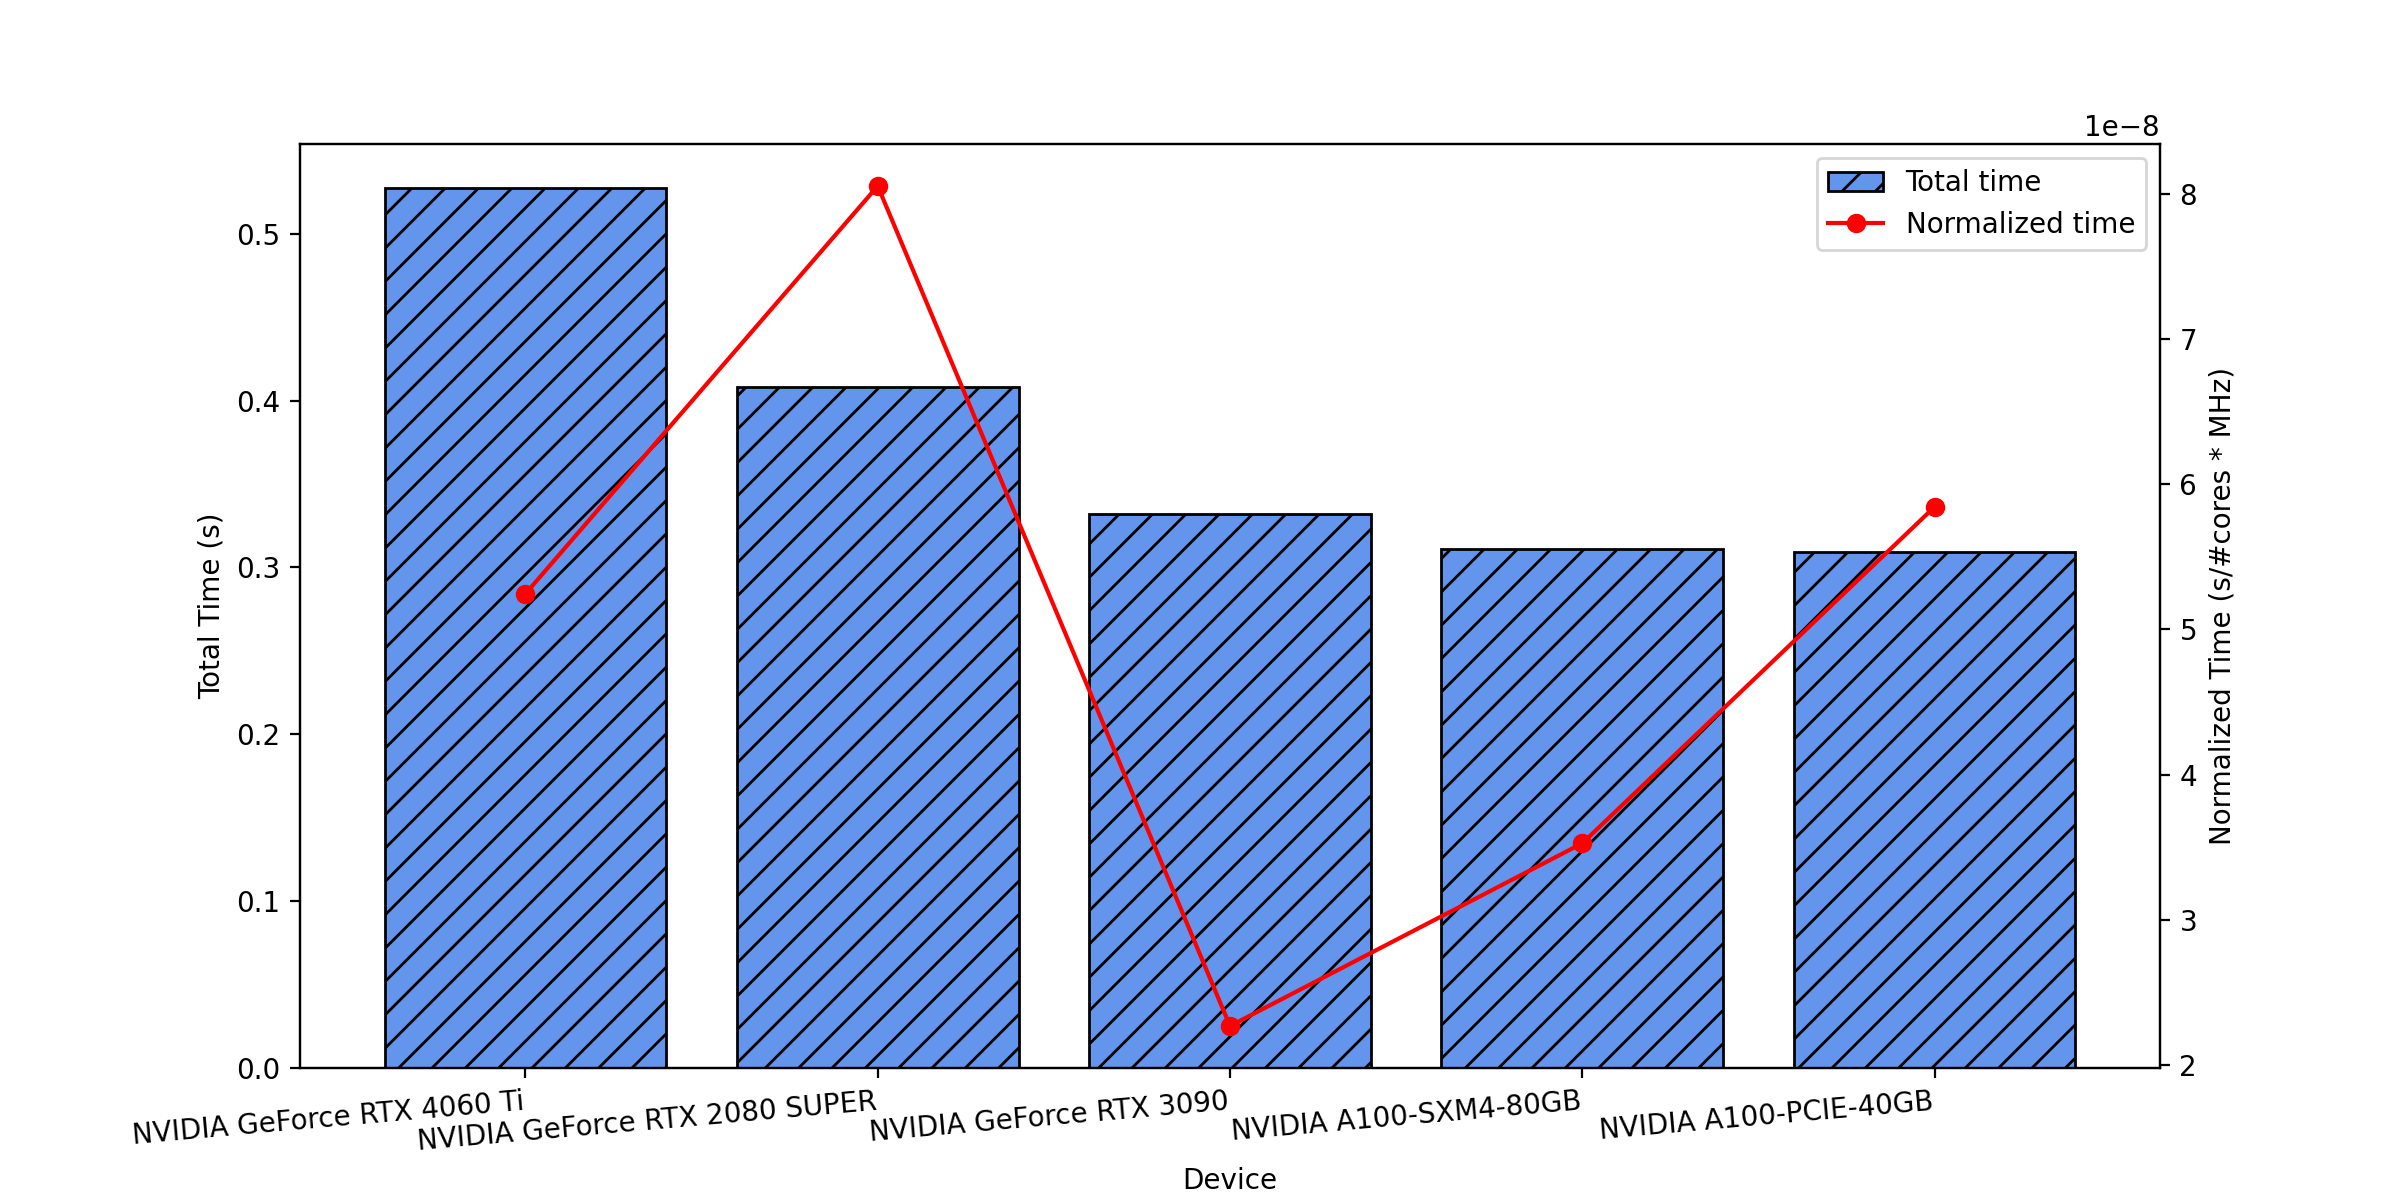 1e−8
Total time
Normalized time
Total Time (s)
0.5
0.4
0.3
0.2
0.1
0.0
8
7
6
5
4
3
2
Normalized Time (s/#cores * MHz)
NVIDIA GeForce RTX 4060 Ti
NVIDIA GeForce RTX 2080 SUPER
NVIDIA GeForce RTX 3090
NVIDIA A100-SXM4-80GB
NVIDIA A100-PCIE-40GB
Device